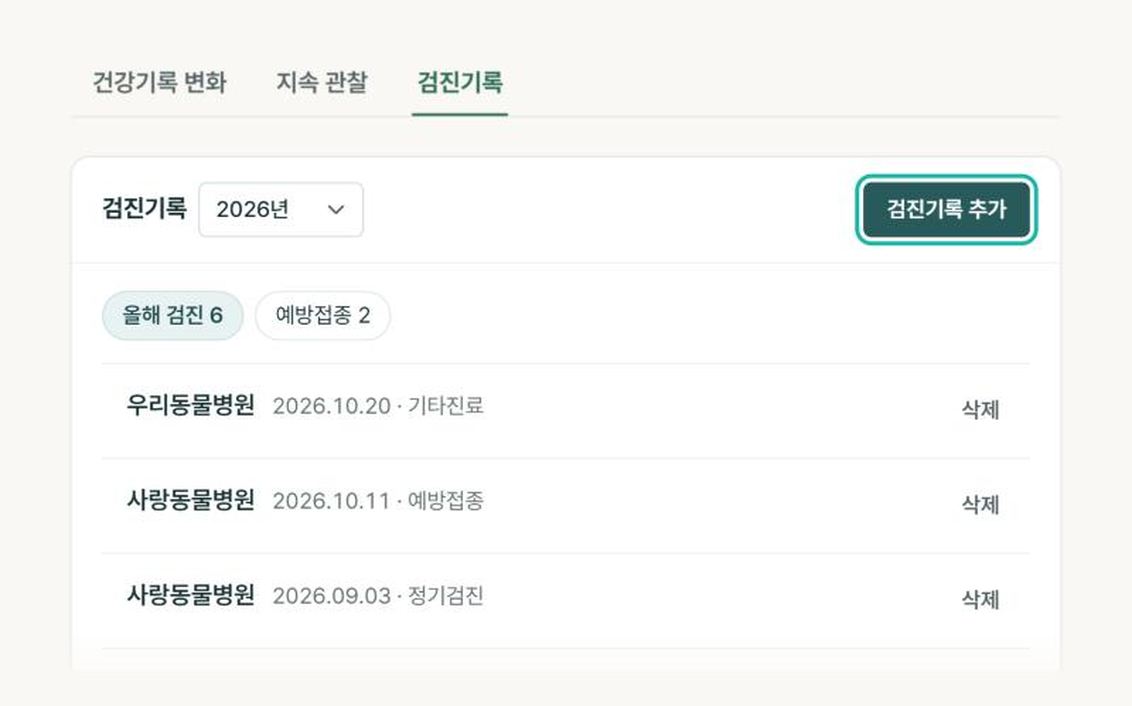 건강기록 변화 지속 관찰 검진기록
검진기록 2026년 검진기록 추가
올해 검진 6 예방접종 2
우리동물병원 2026.10.20 · 기타진료 삭제
사랑동물병원 2026.10.11 · 예방접종 삭제
사랑동물병원 2026.09.03 · 정기검진 삭제